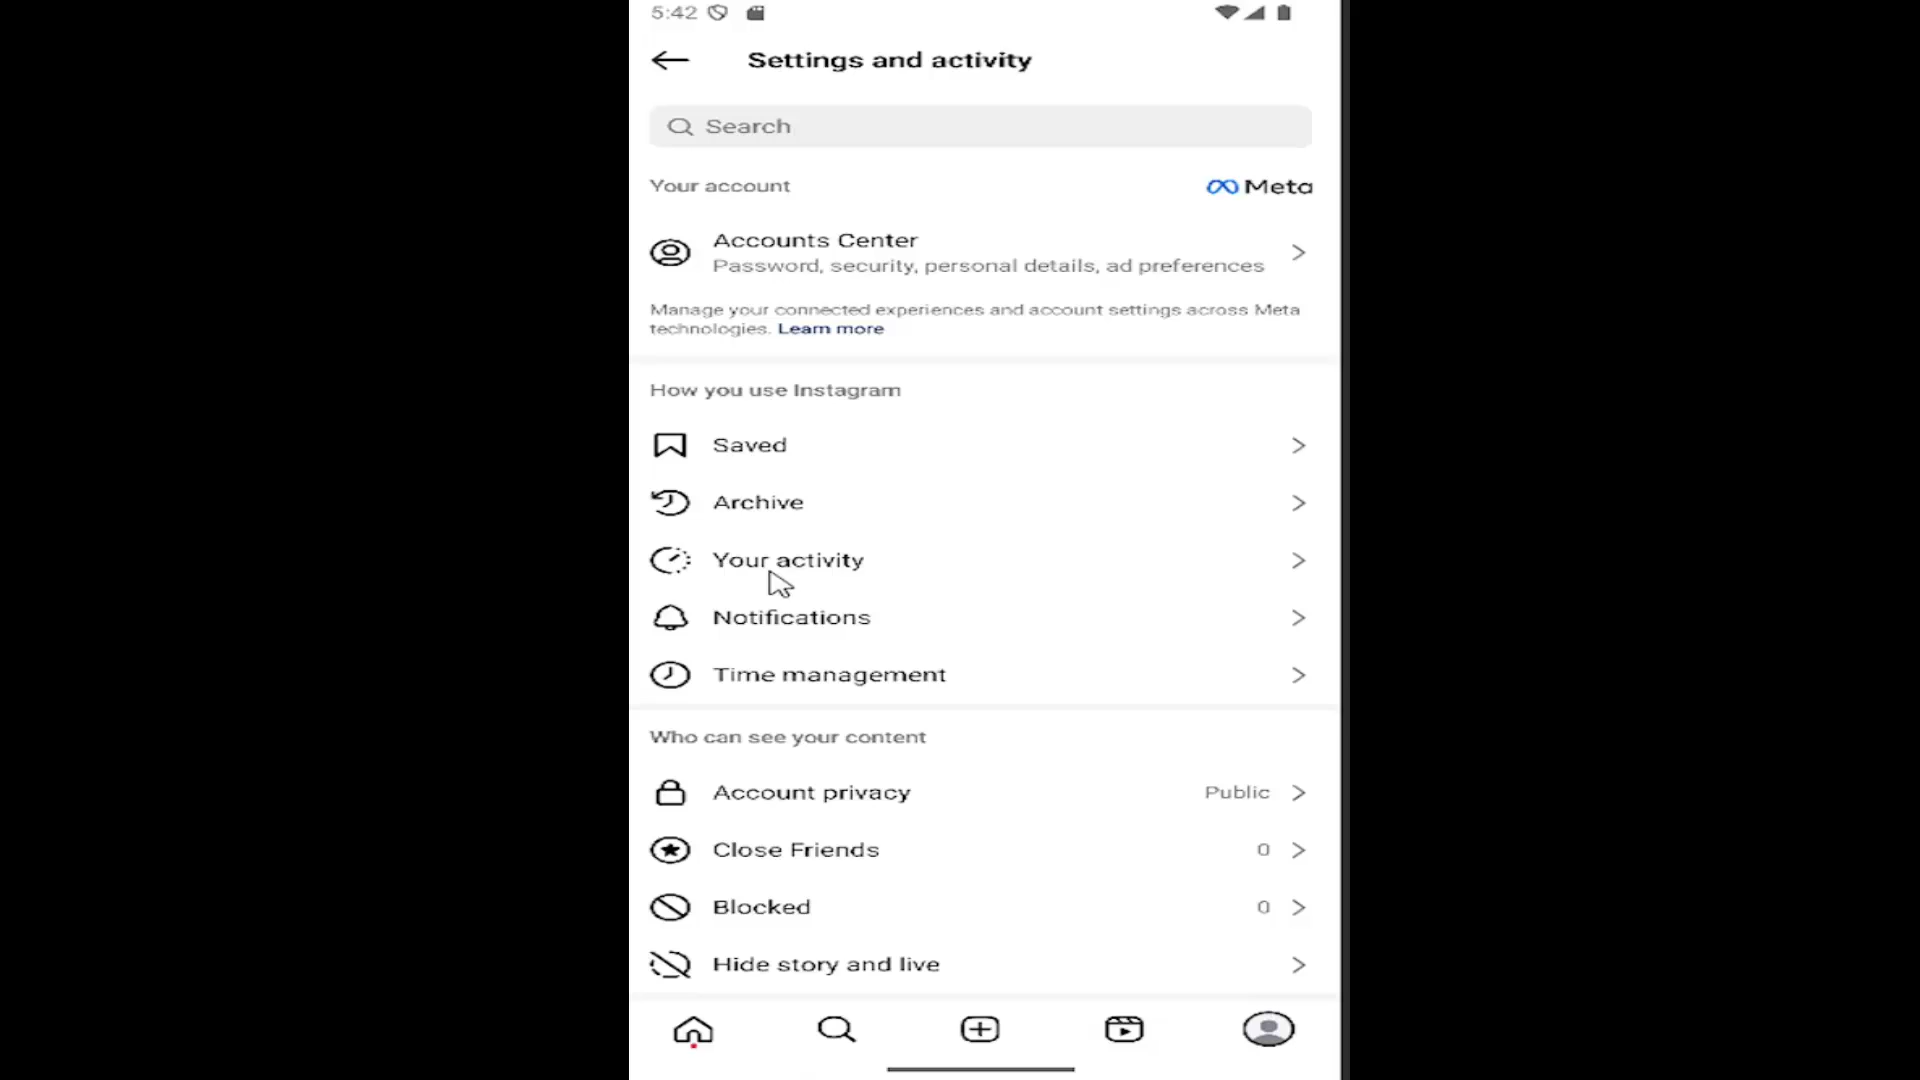 5:42
Settings and activity
Search
Your account
Meta
Accounts Center
Password, security, personal details, ad preferences
Manage your connected experiences and account settings across Meta
technologies. Learn more
How you use Instagram
Saved
Archive
Your activity
Notifications
Time management
Who can see your content
Account privacy Public
Close Friends 0
Blocked 0
Hide story and live